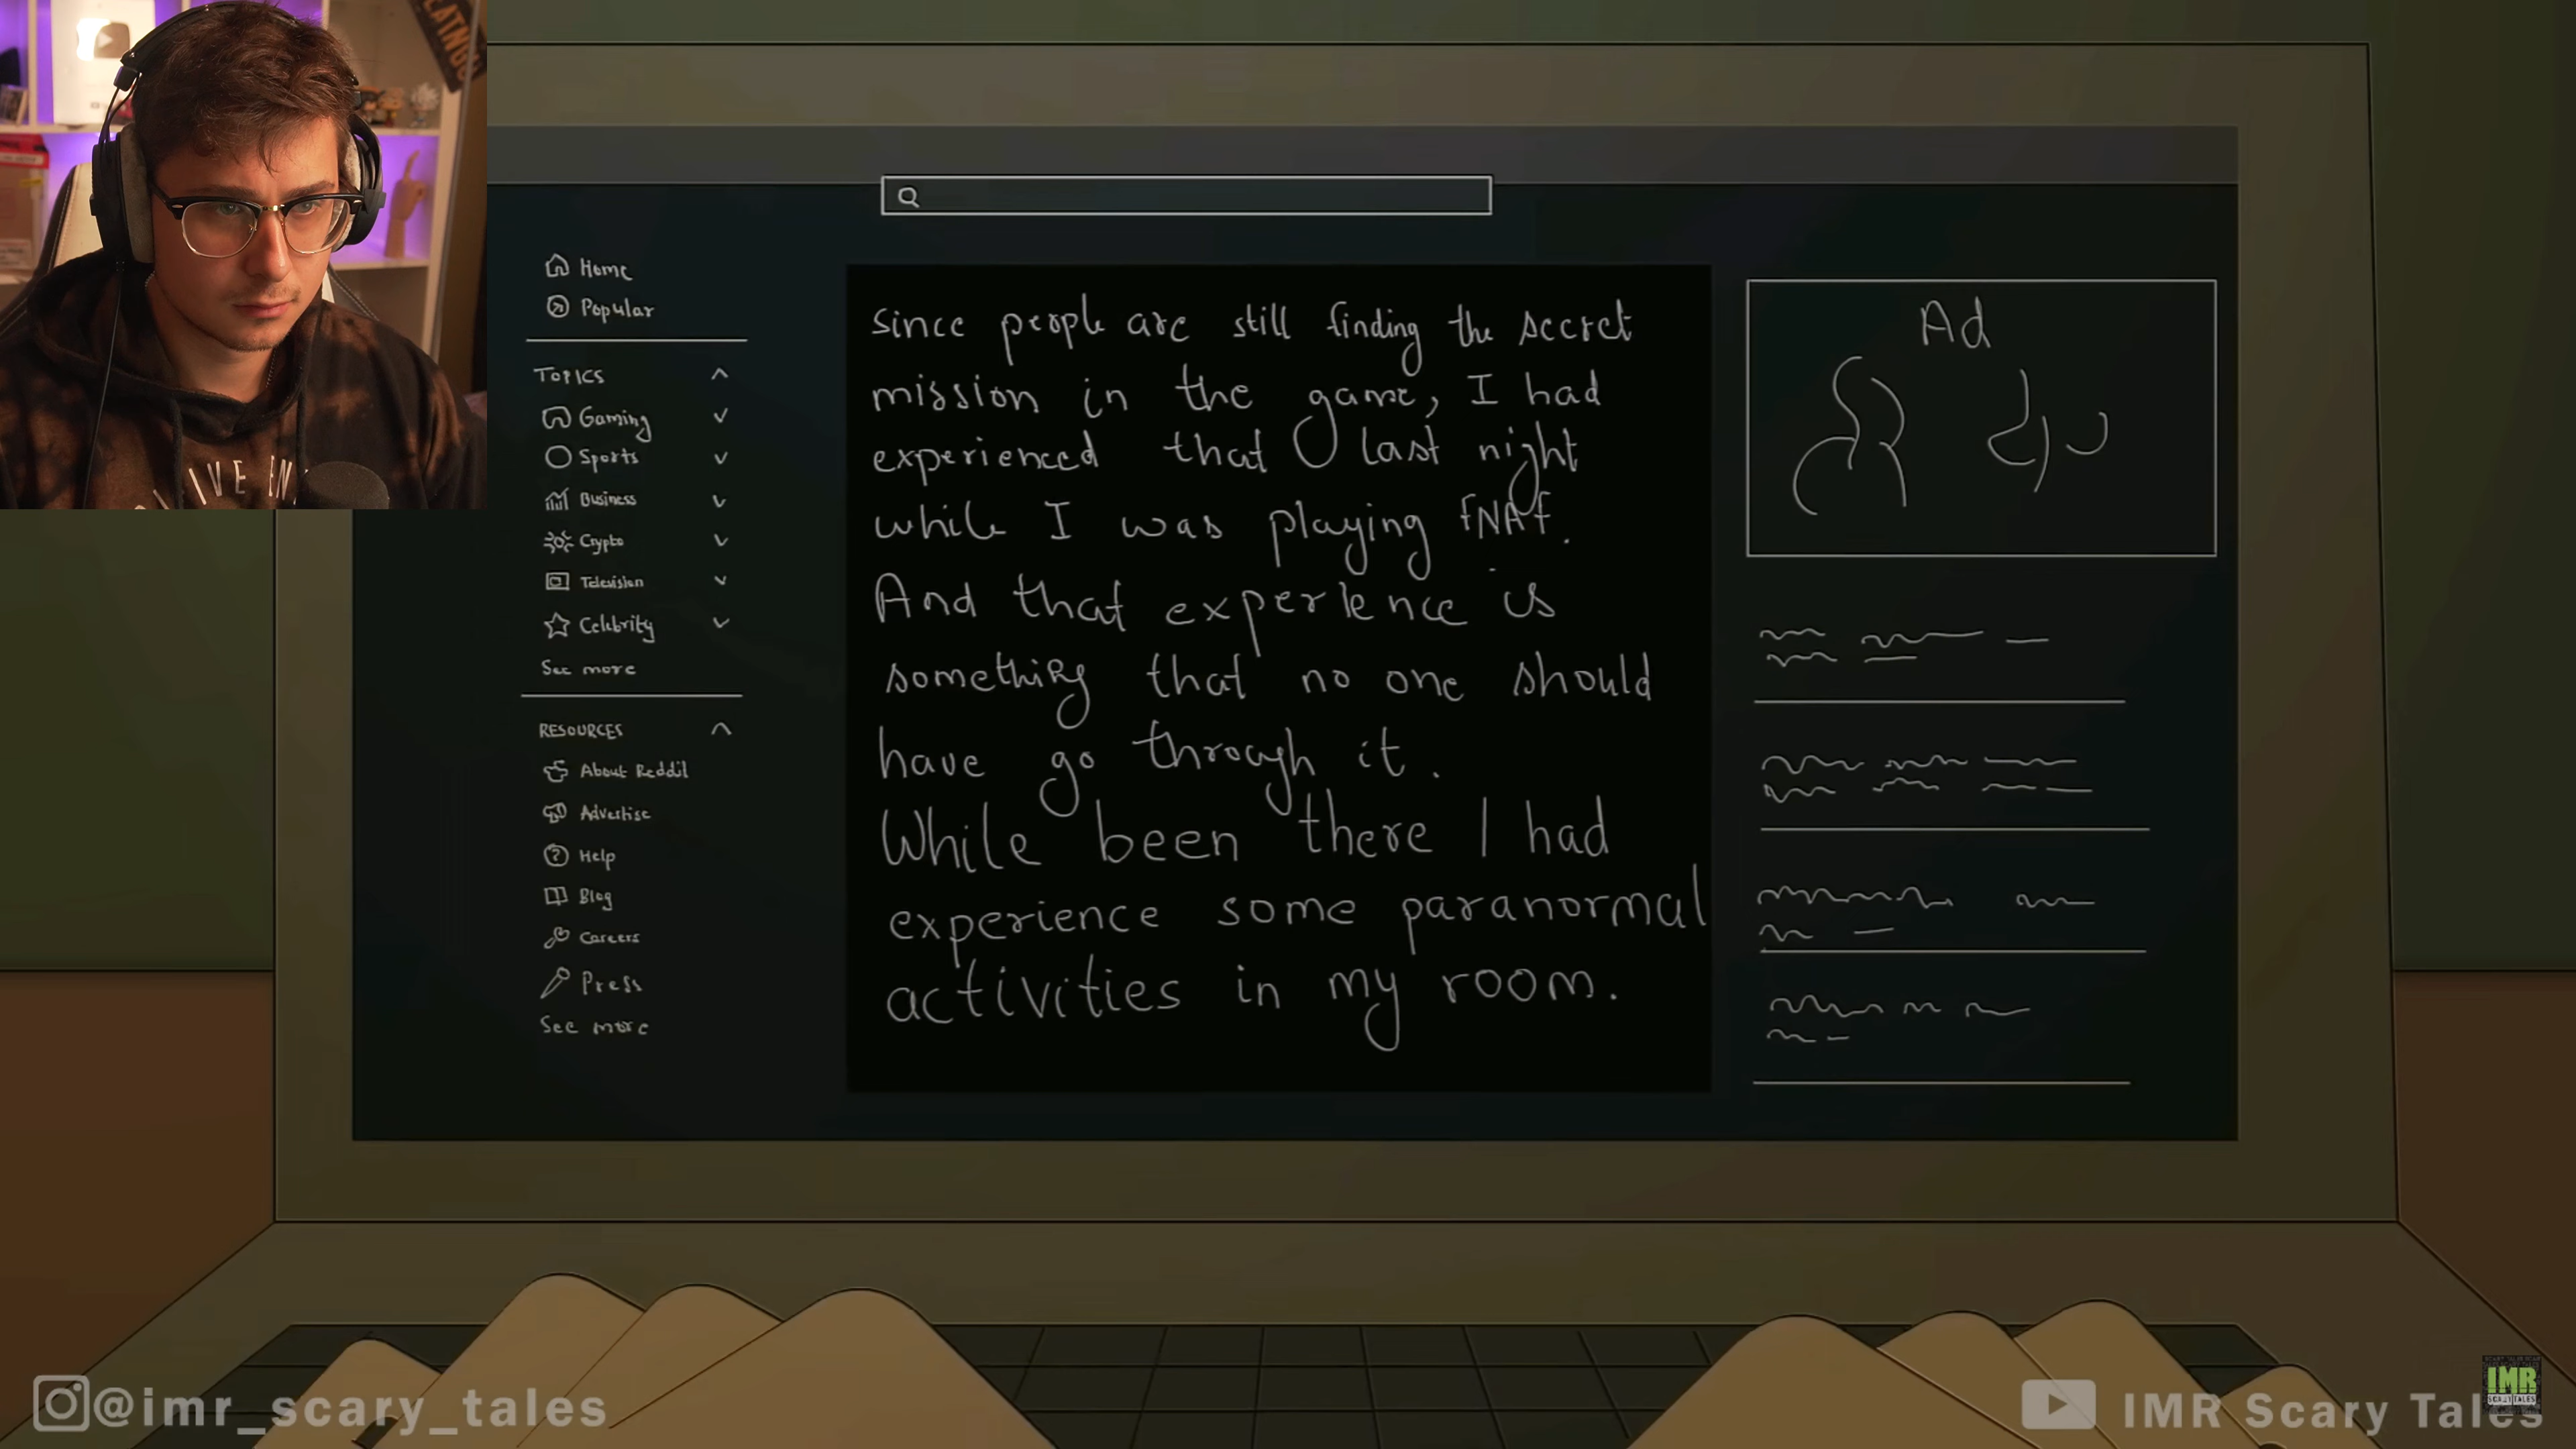 Home
Popular
TOPICS
Gaming
Sports
Business
Crypto
Television
Celebrity
See more
RESOURCES
About Reddit
Advertise
Help
Blog
Careers
Press
See more
since people are still finding the secret
mission in the game, I had
experienced that last night
while I was playing fNAf.
And that experience is
something that no one should
have go through it.
While been there I had
experience some paranormal
activities in my room.
Ad
@imr_scary_tales
IMR Scary Tales
IMR
SCARY TALES